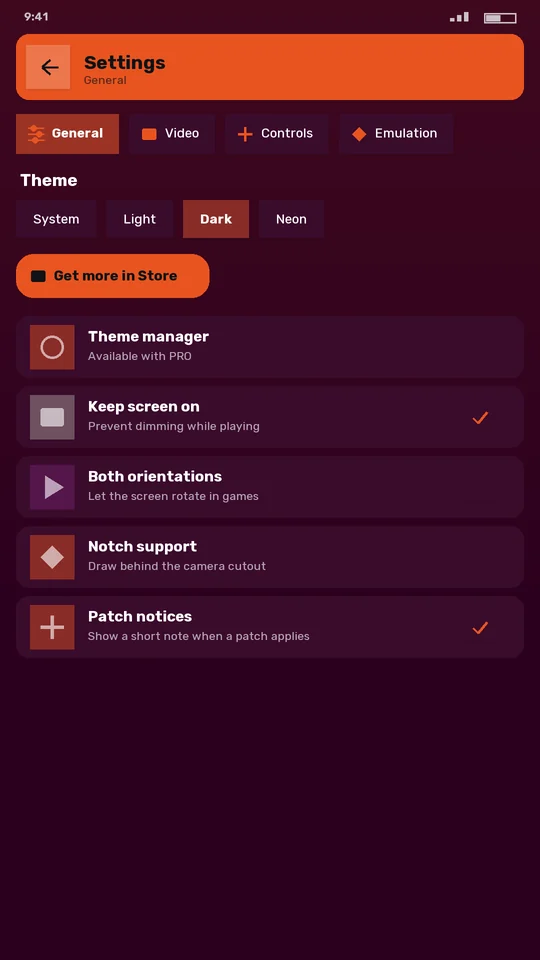 9:41
Settings
General
General
Video
Controls
Emulation
Theme
System
Light
Dark
Neon
Get more in Store
Theme manager
Available with PRO
Keep screen on
Prevent dimming while playing
Both orientations
Let the screen rotate in games
Notch support
Draw behind the camera cutout
Patch notices
Show a short note when a patch applies